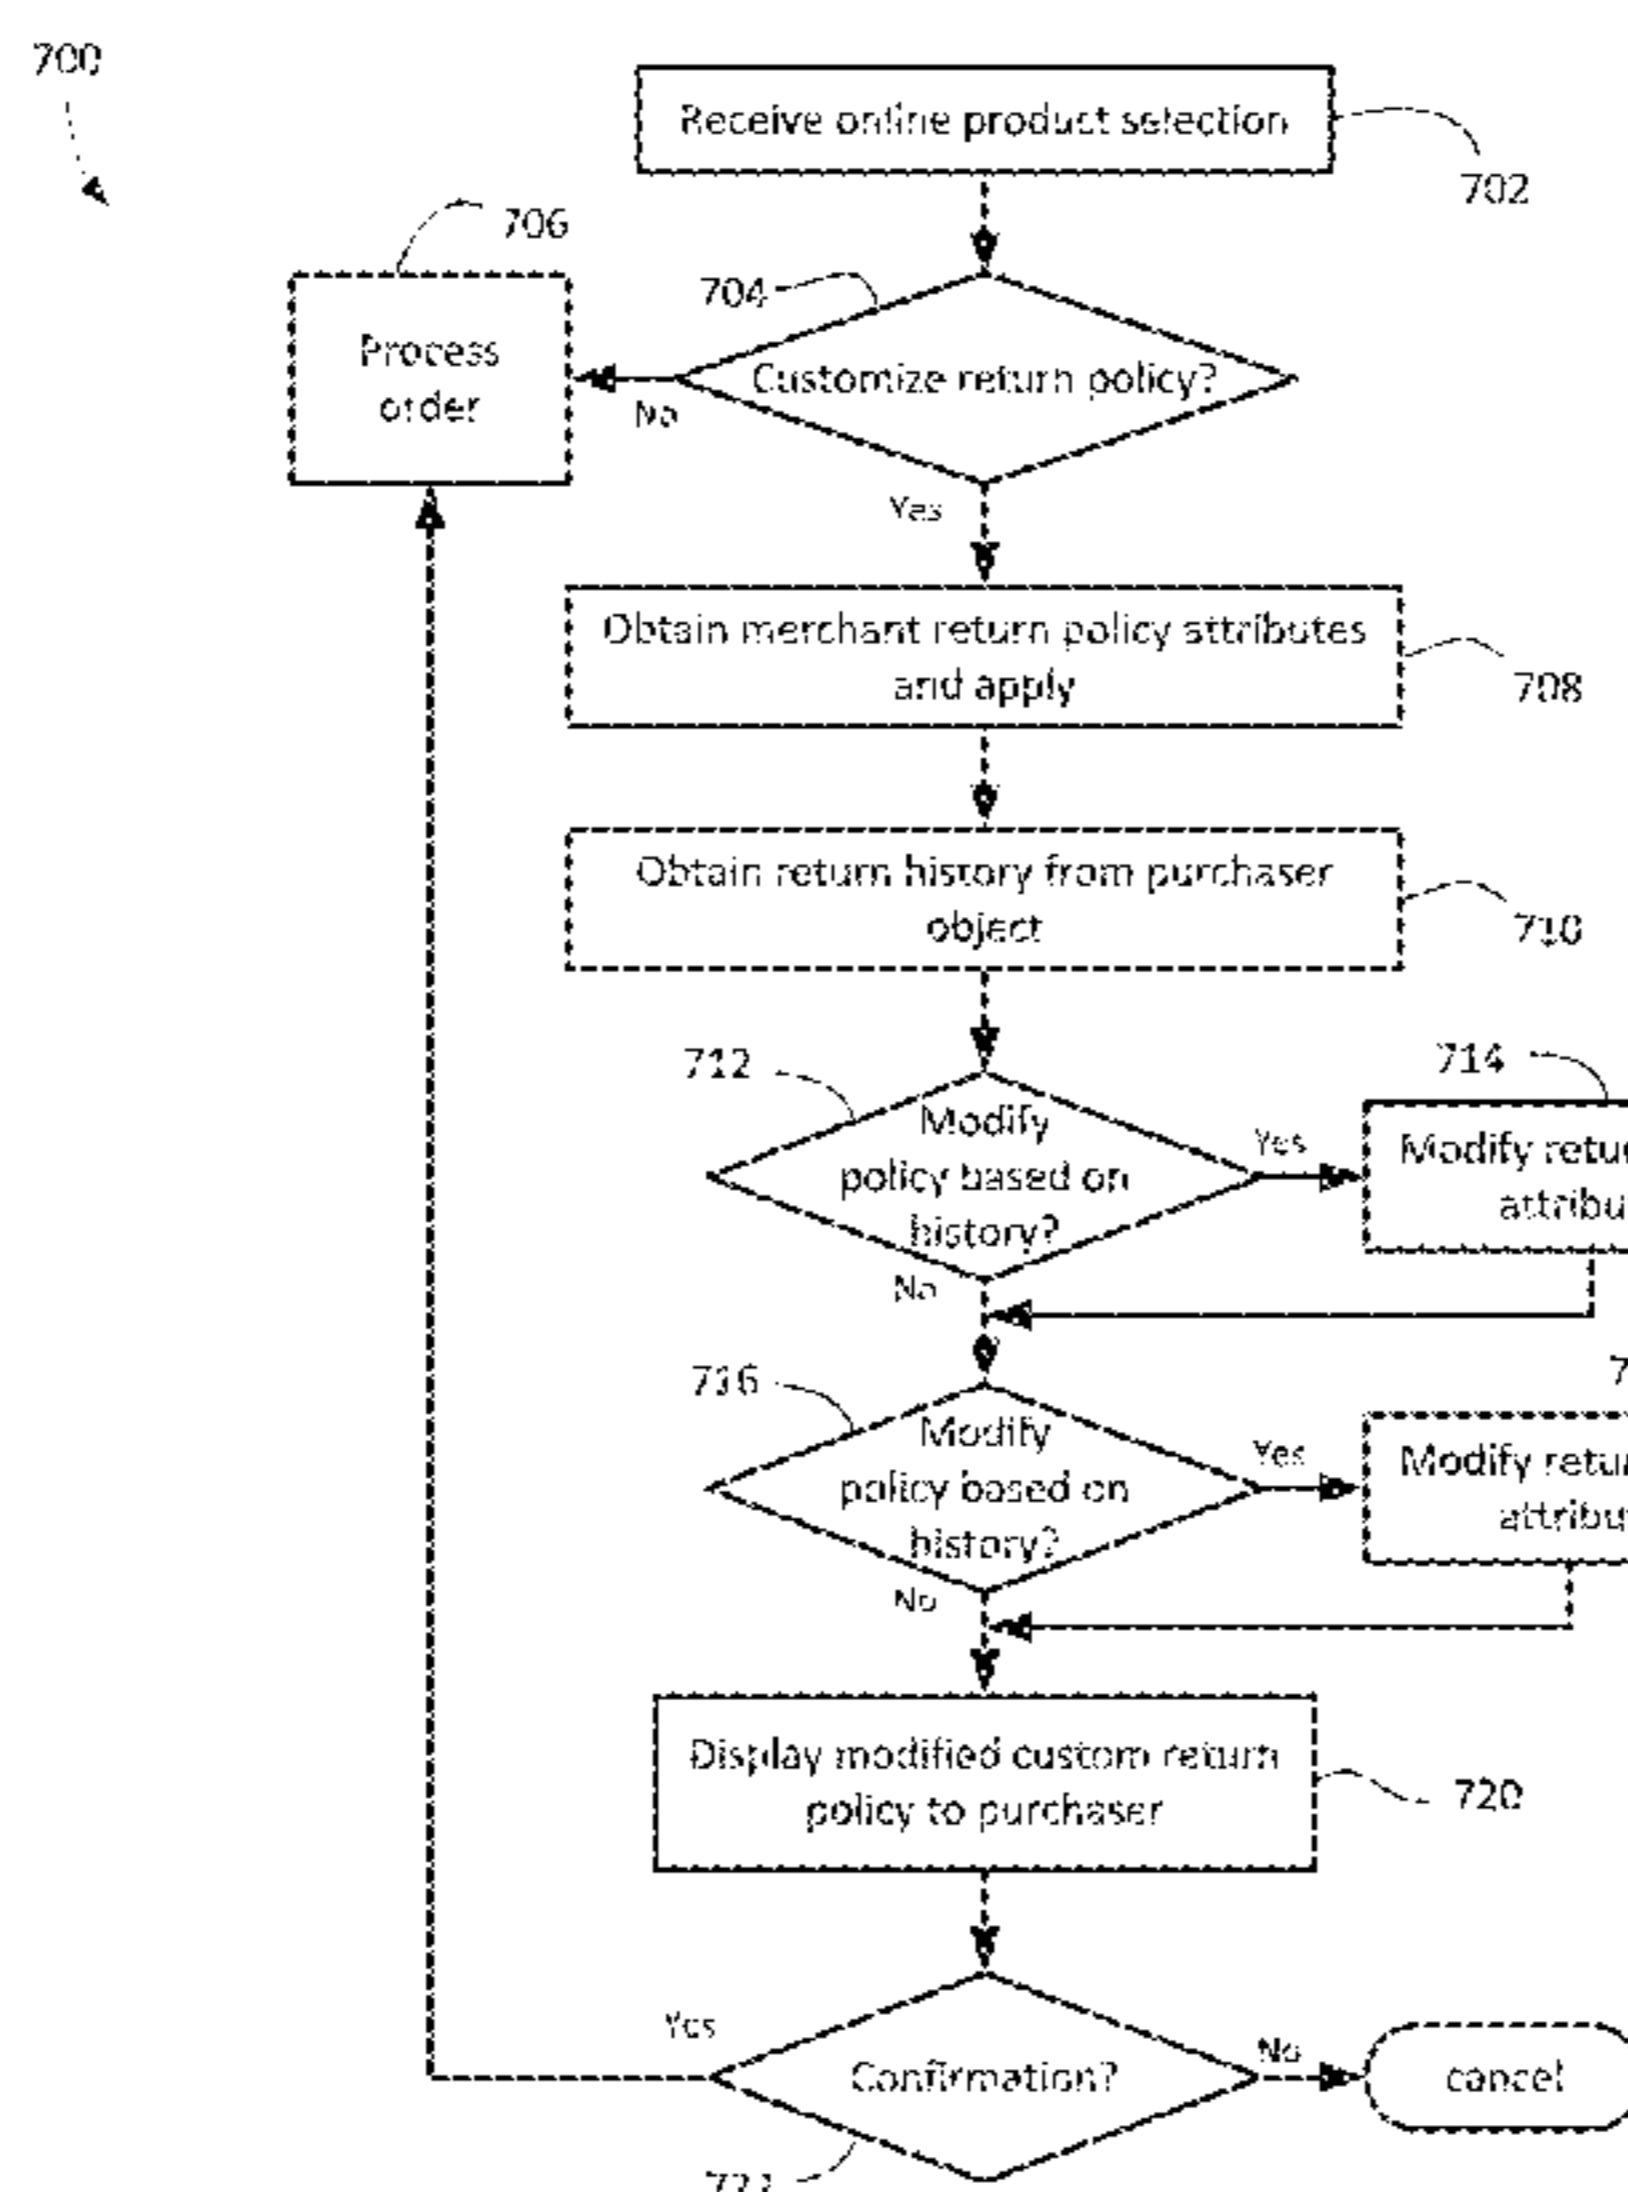 700
Receive online product selection
702
706
704
Process
order
Customize return policy?
No
Yes
Obtain merchant return policy attributes
and apply
708
Obtain return history from purchaser
object
710
712
714
Modify
policy based on
history?
Yes
Modify
No
716
Modify
policy based on
history?
Yes
Modify
No
Display modified custom return
policy to purchaser
720
Yes
Confirmation?
No
cancel